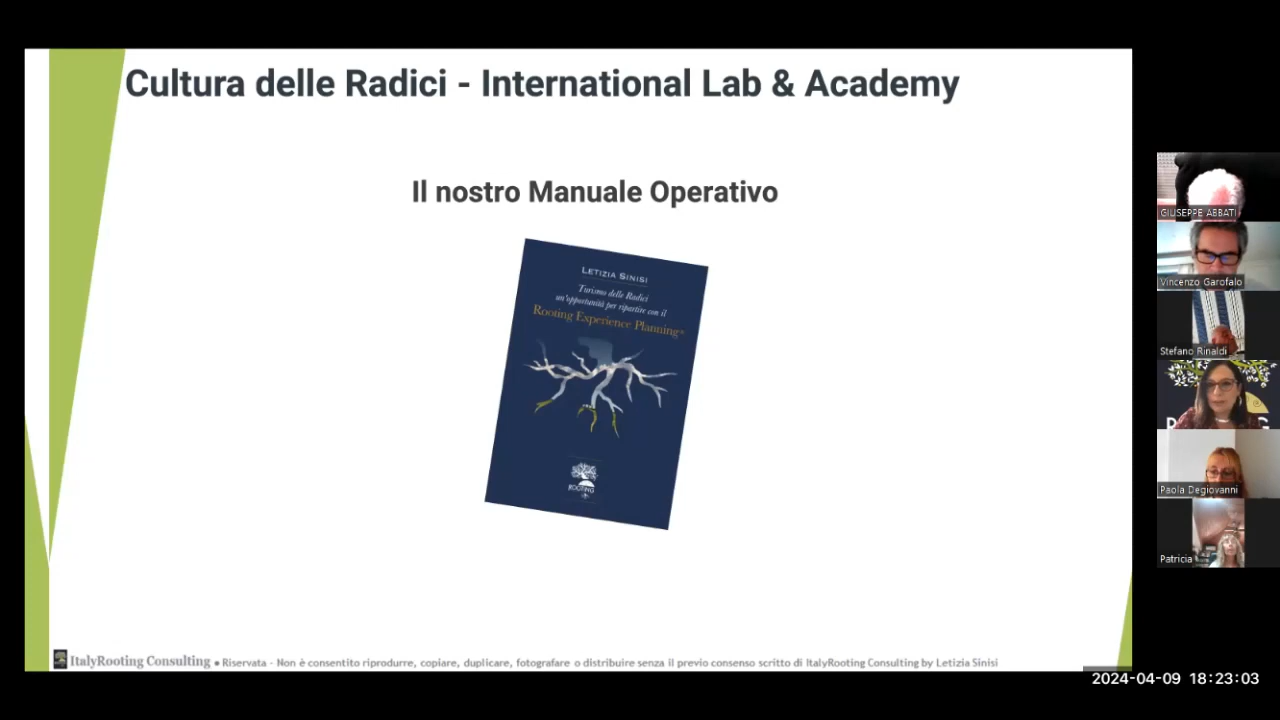 Cultura delle Radici - International Lab & Academy
Il nostro Manuale Operativo
LETIZIA SINISI
Turismo delle Radici
un'opportunità per ripartire con il
Rooting Experience Planning®
ROOTING
ItalyRooting Consulting ● Riservata - Non è consentito riprodurre, copiare, duplicare, fotografare o distribuire senza il previo consenso scritto di ItalyRooting Consulting by Letizia Sinisi
GIUSEPPE ABBATI
Vincenzo Garofalo
Stefano Rinaldi
Paola Degiovanni
Patricia
2024-04-09 18:23:03